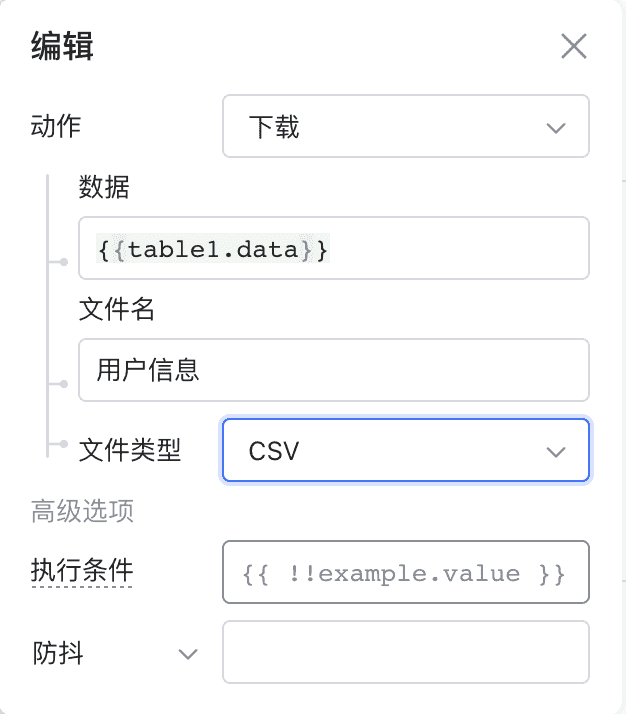 编辑
动作
下载
数据
{{table1.data}}
文件名
用户信息
文件类型
CSV
高级选项
执行条件
{{ !!example.value }}
防抖